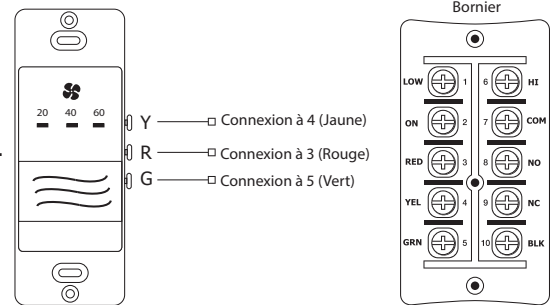 20 40 60
Y Connexion à 4 (Jaune)
R Connexion à 3 (Rouge)
G Connexion à 5 (Vert)
Bornier
LOW 1 6 HI
ON 2 7 COM
RED 3 8 NO
YEL 4 9 NC
GRN 5 10 BLK